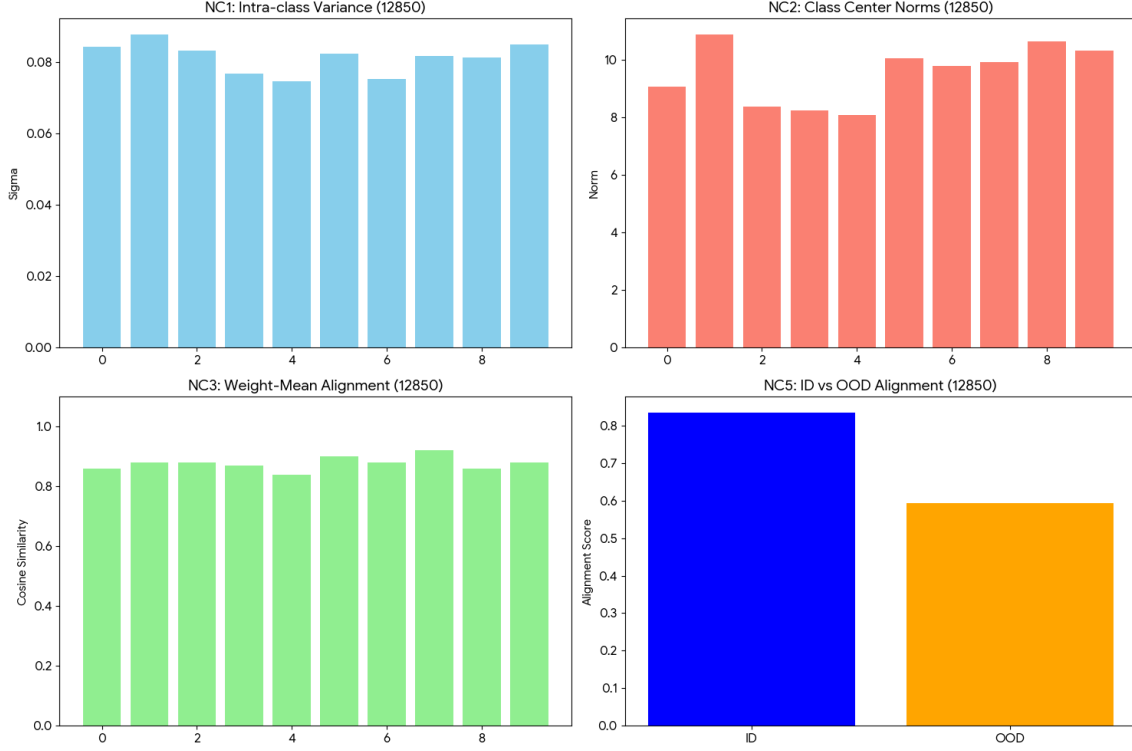 NC1: Intra-class Variance (12850)
Sigma
0.08
0.06
0.04
0.02
0.00
0 2 4 6 8
NC2: Class Center Norms (12850)
Norm
10
8
6
4
2
0
0 2 4 6 8
NC3: Weight-Mean Alignment (12850)
Cosine Similarity
1.0
0.8
0.6
0.4
0.2
0.0
0 2 4 6 8
NC5: ID vs OOD Alignment (12850)
Alignment Score
0.8
0.7
0.6
0.5
0.4
0.3
0.2
0.1
0.0
ID OOD